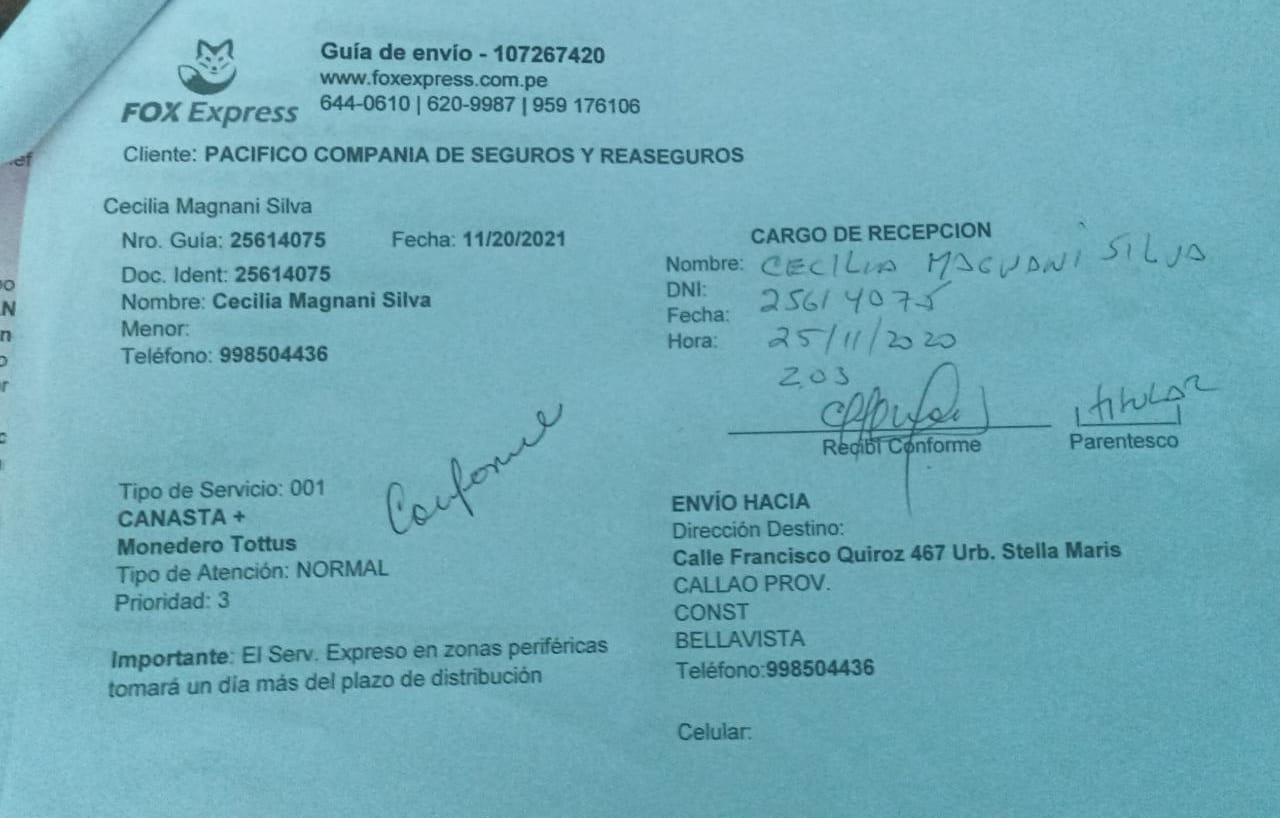 FOX Express
Guía de envío - 107267420
www.foxexpress.com.pe
644-0610 | 620-9987 | 959 176106
Cliente: PACIFICO COMPANIA DE SEGUROS Y REASEGUROS
Cecilia Magnani Silva
Nro. Guia: 25614075 Fecha: 11/20/2021
Doc. Ident: 25614075
Nombre: Cecilia Magnani Silva
Menor:
Teléfono: 998504436
CARGO DE RECEPCION
Nombre: CECILIA MAGNANI SILVA
DNI: 25614075
Fecha: 25/11/2020
Hora: 2.03
Recibí Conforme
titular
Parentesco
Conforme
Tipo de Servicio: 001
CANASTA +
Monedero Tottus
Tipo de Atención: NORMAL
Prioridad: 3
Importante: El Serv. Expreso en zonas periféricas
tomará un día más del plazo de distribución
ENVÍO HACIA
Dirección Destino:
Calle Francisco Quiroz 467 Urb. Stella Maris
CALLAO PROV.
CONST
BELLAVISTA
Teléfono:998504436
Celular: